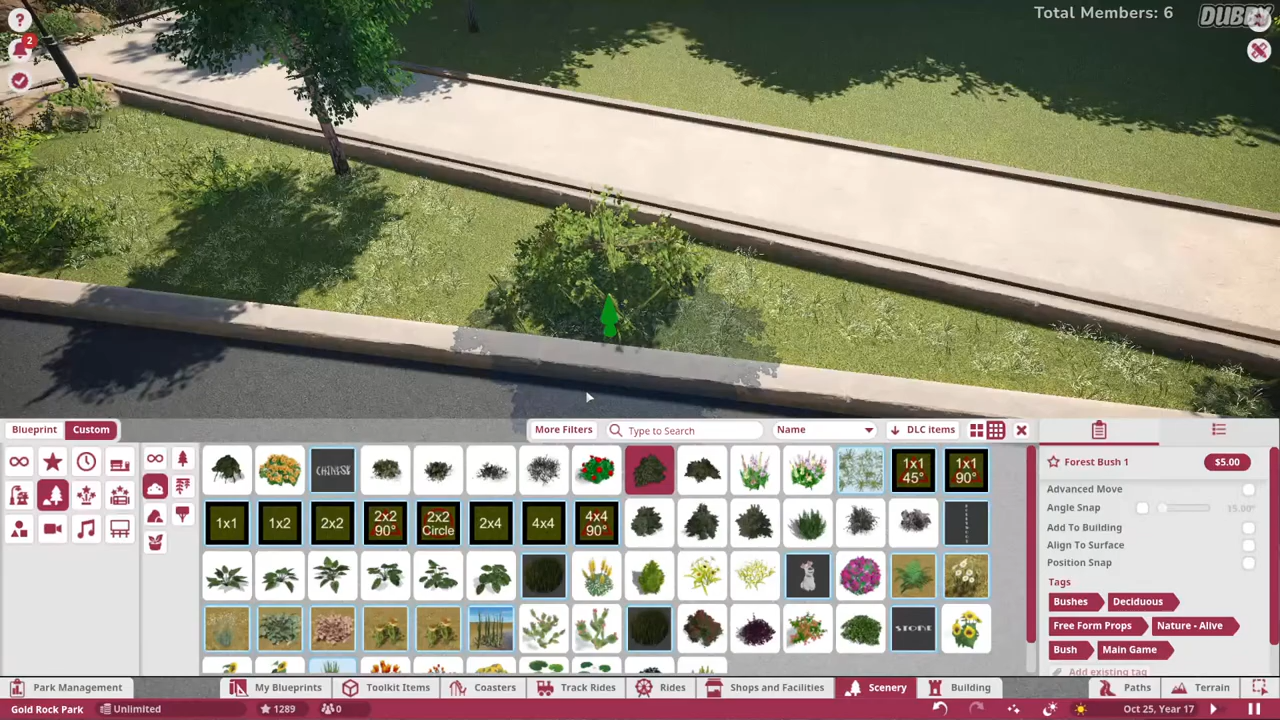 Total Members: 6
DUBBY
?
2
Blueprint
Custom
More Filters
Type to Search
Name
DLC items
Forest Bush 1
$5.00
Advanced Move
Angle Snap
15.00°
Add To Building
Align To Surface
Position Snap
Tags
Bushes
Deciduous
Free Form Props
Nature - Alive
Bush
Main Game
Add existing tag
CHINESE
1x1 45°
1x1 90°
1x1
1x2
2x2
2x2 90°
2x2 Circle
2x4
4x4
4x4 90°
STONE
Park Management
My Blueprints
Toolkit Items
Coasters
Track Rides
Rides
Shops and Facilities
Scenery
Building
Paths
Terrain
Gold Rock Park
Unlimited
1289
0
Oct 25, Year 17